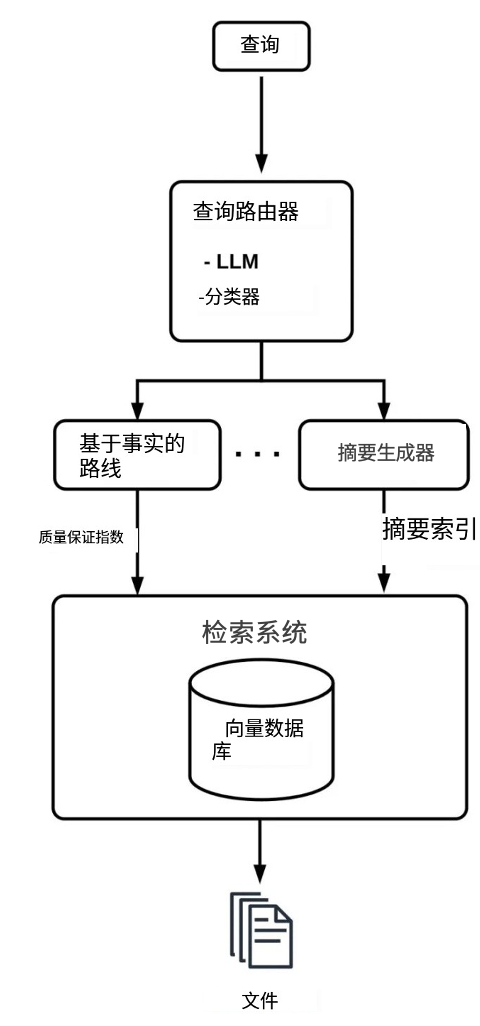 查询
查询路由器
- LLM
-分类器
基于事实的
路线
. . .
摘要生成器
质量保证指数
摘要索引
检索系统
向量数据
库
文件